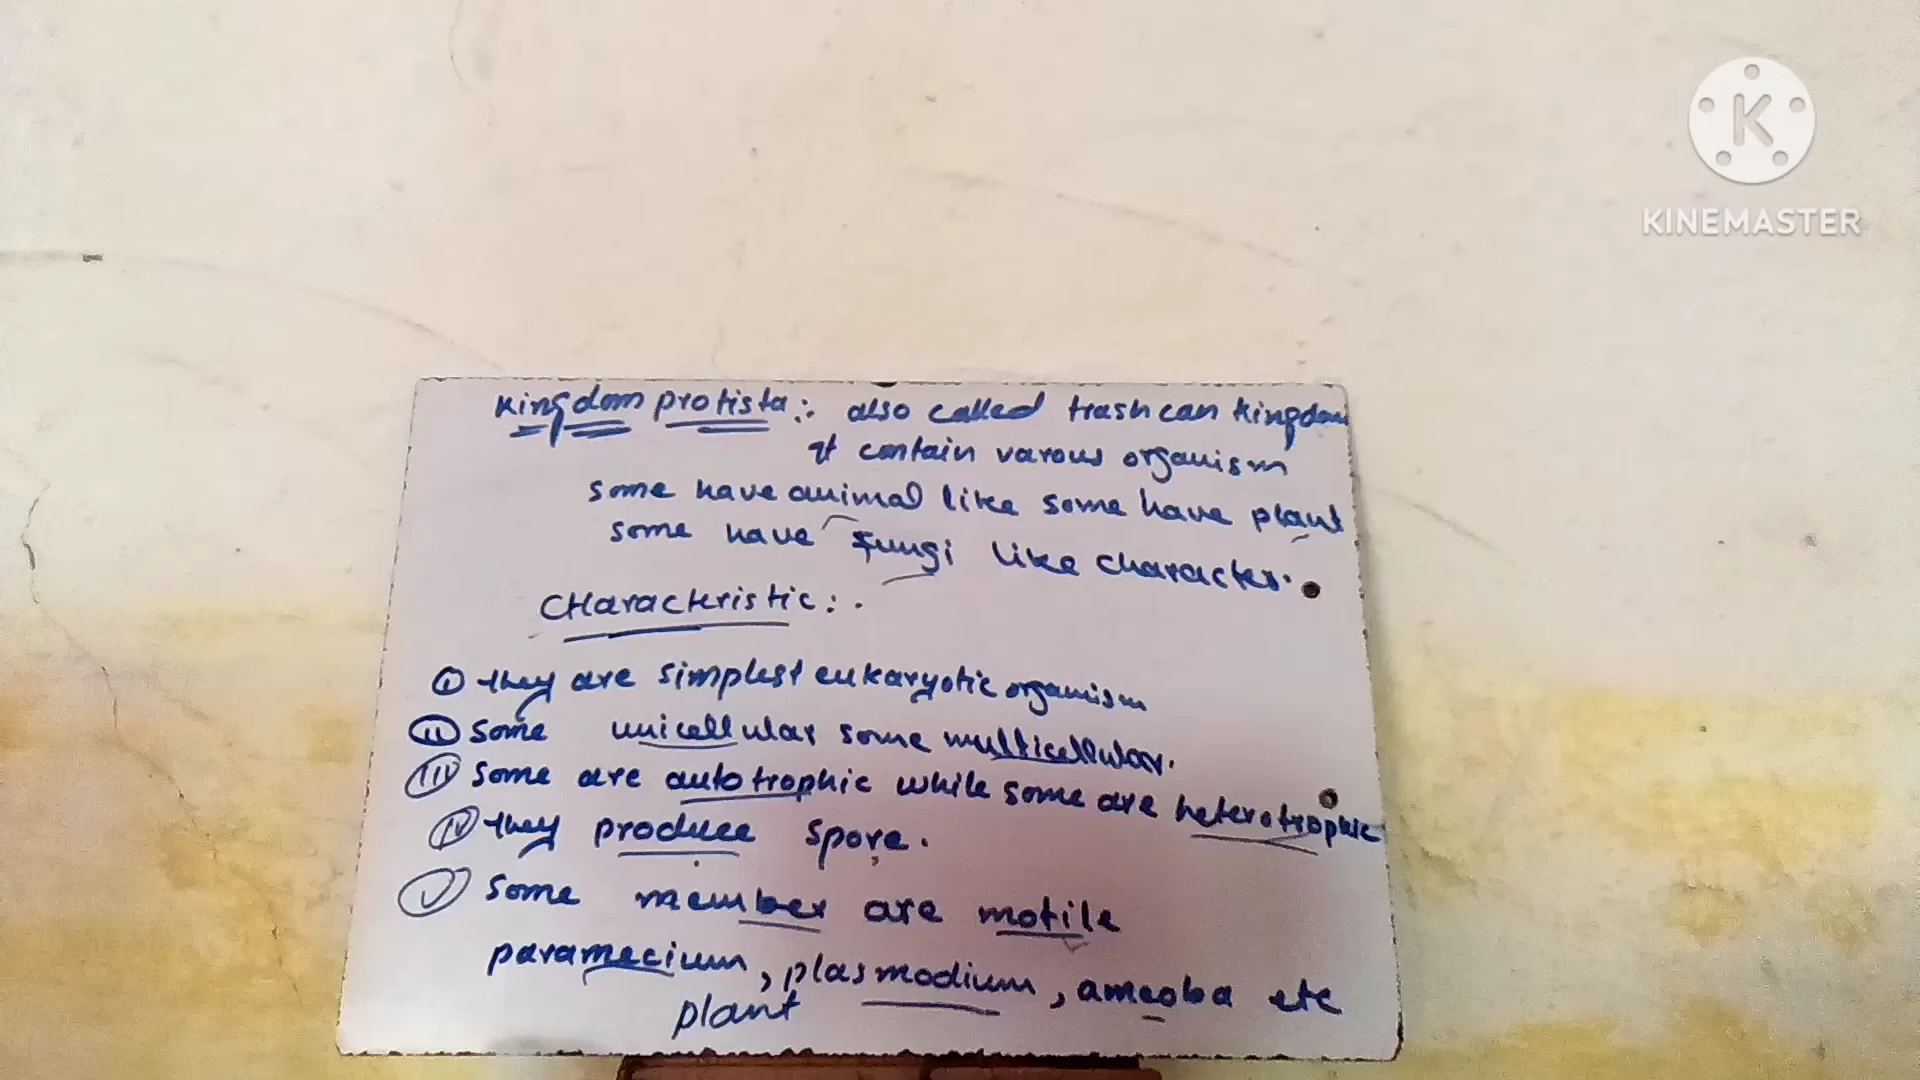 KINEMASTER
Kingdom protista:. also called trash can kingdom
It contain varous organism
some have animal like some have plant
some have fungi like character.
Characteristic:.
(i) they are simplest eukaryotic organism
(ii) some unicellular some multicellular.
(iii) some are autotrophic while some are heterotrophic
(iv) they produce spore.
(v) some member are motile
paramecium, plasmodium, ameoba etc
plant